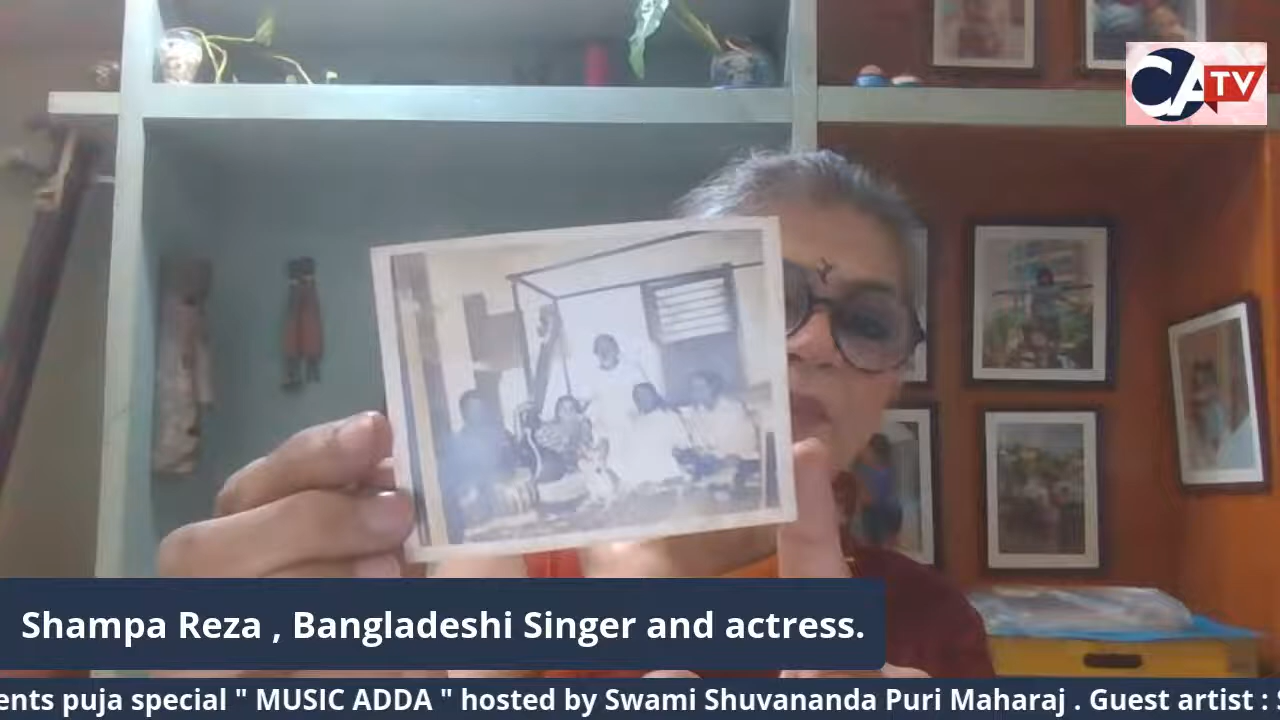 CA TV
Shampa Reza , Bangladeshi Singer and actress.
ents puja special " MUSIC ADDA " hosted by Swami Shuvananda Puri Maharaj . Guest artist :